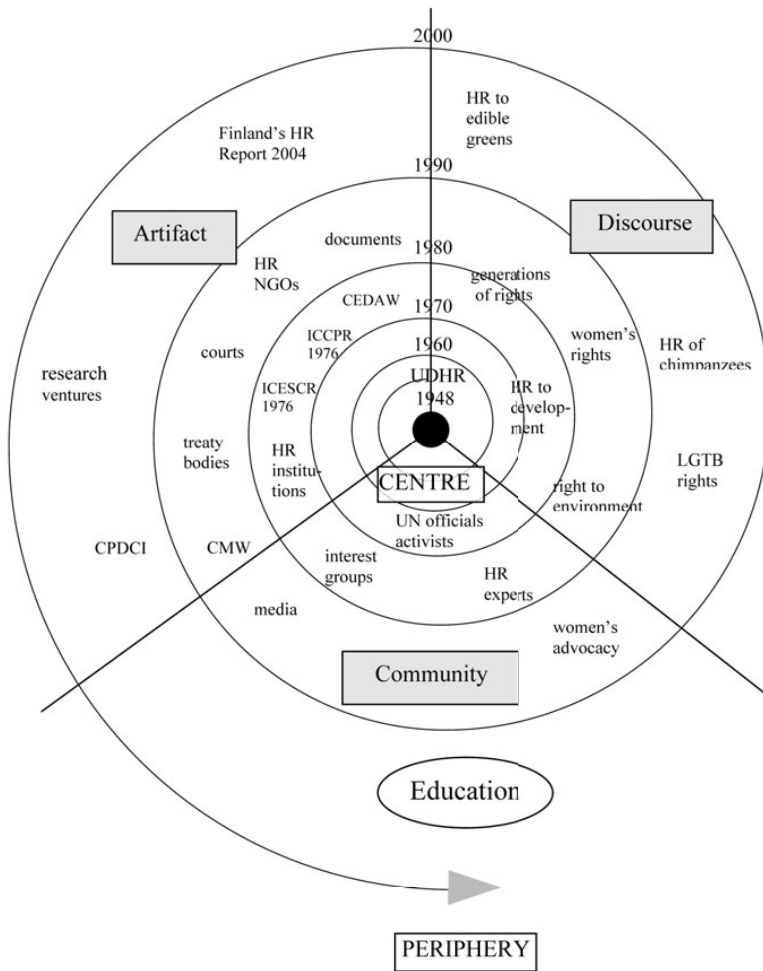 2000
HR to
edible
greens
Finland's HR
Report 2004
1990
Artifact
Discourse
documents
1980
HR
NGOs
generations
of rights
CEDAW
1970
ICCPR
1976
women's
rights
HR of
chimpanzees
courts
1960
research
ventures
UDHR
1948
ICESCR
1976
HR to
develop-
ment
treaty
bodies
HR
institu-
tions
LGTB
rights
CENTRE
right to
environment
UN officials
activists
CPDCI
CMW
interest
groups
HR
experts
media
women's
advocacy
Community
Education
PERIPHERY